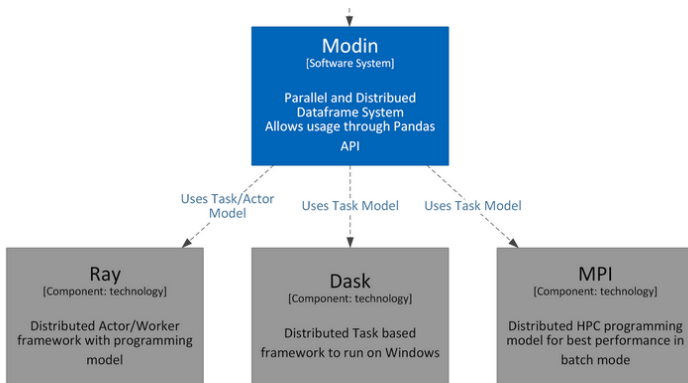 Modin
[Software System]
Parallel and Distribued
Dataframe System
Allows usage through Pandas
API
Uses Task/Actor
Model
Uses Task Model
Uses Task Model
Ray
[Component: technology]
Distributed Actor/Worker
framework with programming
model
Dask
[Component: technology]
Distributed Task based
framework to run on Windows
MPI
[Component: technology]
Distributed HPC programming
model for best performance in
batch mode